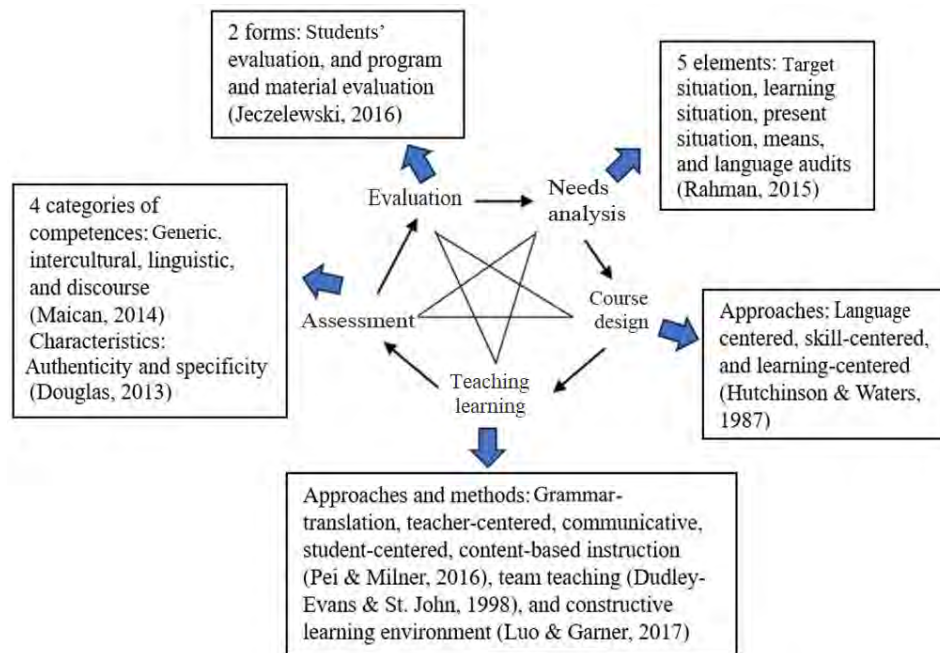 2 forms: Students’
evaluation, and program
and material evaluation
(Jeczelewski, 2016)
5 elements: Target
situation, learning
situation, present
situation, means,
and language audits
(Rahman, 2015)
Evaluation
Needs
analysis
4 categories of
competences: Generic,
intercultural, linguistic,
and discourse
(Maican, 2014)
Characteristics:
Authenticity and specificity
(Douglas, 2013)
Assessment
Course
design
Approaches: Language
centered, skill-centered,
and learning-centered
(Hutchinson & Waters,
1987)
Teaching
learning
Approaches and methods: Grammar-
translation, teacher-centered, communicative,
student-centered, content-based instruction
(Pei & Milner, 2016), team teaching (Dudley-
Evans & St. John, 1998), and constructive
learning environment (Luo & Garner, 2017)